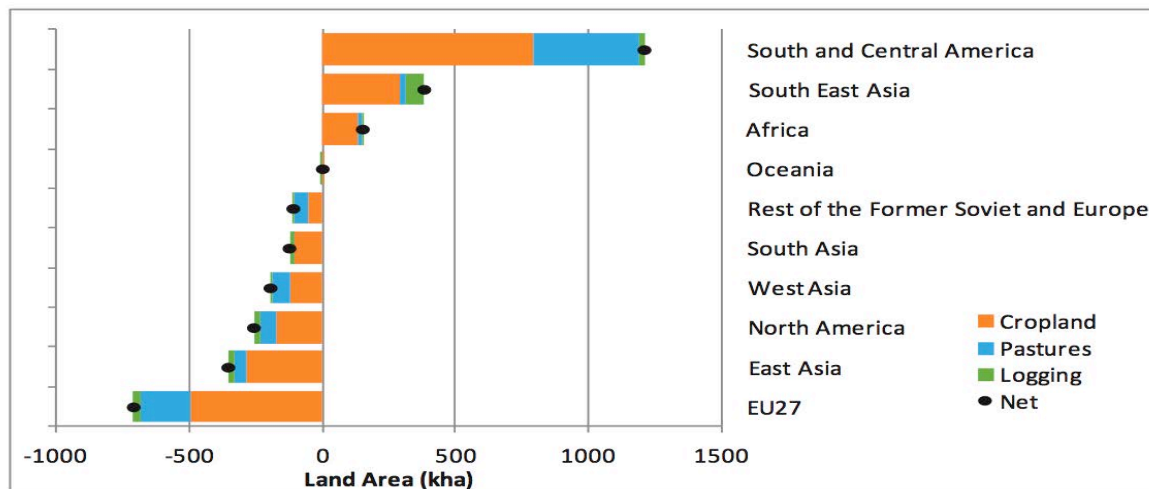 South and Central America
South East Asia
Africa
Oceania
Rest of the Former Soviet and Europe
South Asia
West Asia
North America
East Asia
EU27
Cropland
Pastures
Logging
Net
-1000 -500 0 500 1000 1500
Land Area (kha)